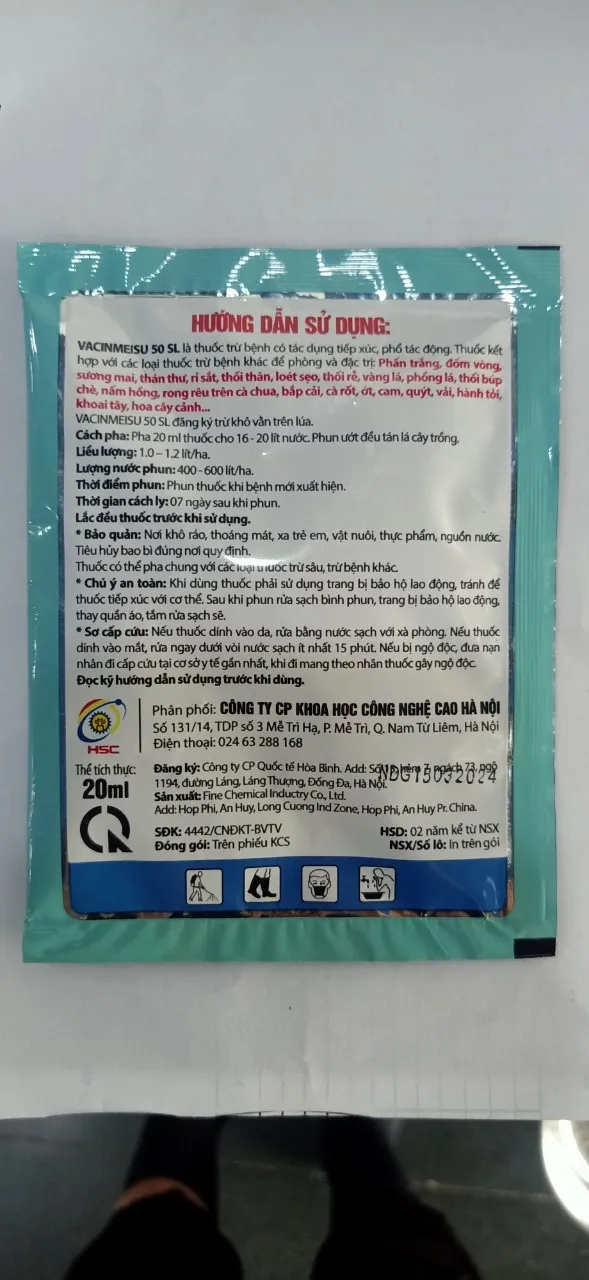 HƯỚNG DẪN SỬ DỤNG:
VACINMEISU 50 SL là thuốc trừ bệnh có tác dụng tiếp xúc, phổ tác động. Thuốc kết
hợp với các loại thuốc trừ bệnh khác để phòng và đặc trị: Phấn trắng, đốm vòng,
sương mai, thán thư, rỉ sắt, thối thân, loét sẹo, thối rễ, vàng lá, phồng lá, thối búp
chè, nấm hồng, rong rêu trên cà chua, bắp cải, cà rốt, ớt, cam, quýt, vải, hành tỏi,
khoai tây, hoa cây cảnh...
VACINMEISU 50 SL đăng ký trừ khô vằn trên lúa.
Cách pha: Pha 20 ml thuốc cho 16 - 20 lít nước. Phun ướt đều tán lá cây trồng.
Liều lượng: 1.0 – 1.2 lít/ha.
Lượng nước phun: 400 - 600 lít/ha.
Thời điểm phun: Phun thuốc khi bệnh mới xuất hiện.
Thời gian cách ly: 07 ngày sau khi phun.
Lắc đều thuốc trước khi sử dụng.
* Bảo quản: Nơi khô ráo, thoáng mát, xa trẻ em, vật nuôi, thực phẩm, nguồn nước.
Tiêu hủy bao bì đúng nơi quy định.
Thuốc có thể pha chung với các loại thuốc trừ sâu, trừ bệnh khác.
* Chú ý an toàn: Khi dùng thuốc phải sử dụng trang bị bảo hộ lao động, tránh để
thuốc tiếp xúc với cơ thể. Sau khi phun rửa sạch bình phun, trang bị bảo hộ lao động,
thay quần áo, tắm rửa sạch sẽ.
* Sơ cấp cứu: Nếu thuốc dính vào da, rửa bằng nước sạch với xà phòng. Nếu thuốc
dính vào mắt, rửa ngay dưới vòi nước sạch ít nhất 15 phút. Nếu bị ngộ độc, đưa nạn
nhân đi cấp cứu tại cơ sở y tế gần nhất, khi đi mang theo nhãn thuốc gây ngộ độc.
Đọc kỹ hướng dẫn sử dụng trước khi dùng.
HSC
Phân phối: CÔNG TY CP KHOA HỌC CÔNG NGHỆ CAO HÀ NỘI
Số 131/14, TDP số 3 Mễ Trì Hạ, P. Mễ Trì, Q. Nam Từ Liêm, Hà Nội
Điện thoại: 024 63 288 168
Thể tích thực:
20ml
Đăng ký: Công ty CP Quốc tế Hòa Bình. Add: Số hẻm 7, ngách 73, ngõ
1194, đường Láng, Láng Thượng, Đống Đa, Hà Nội.
NDG15032024
Sản xuất: Fine Chemical Inductry Co., Ltd.
Add: Hop Phi, An Huy, Long Cuong Ind Zone, Hop Phi, An Huy Pr. China.
SĐK: 4442/CNĐKT-BVTV
HSD: 02 năm kể từ NSX
Đóng gói: Trên phiếu KCS
NSX/Số lô: In trên gói